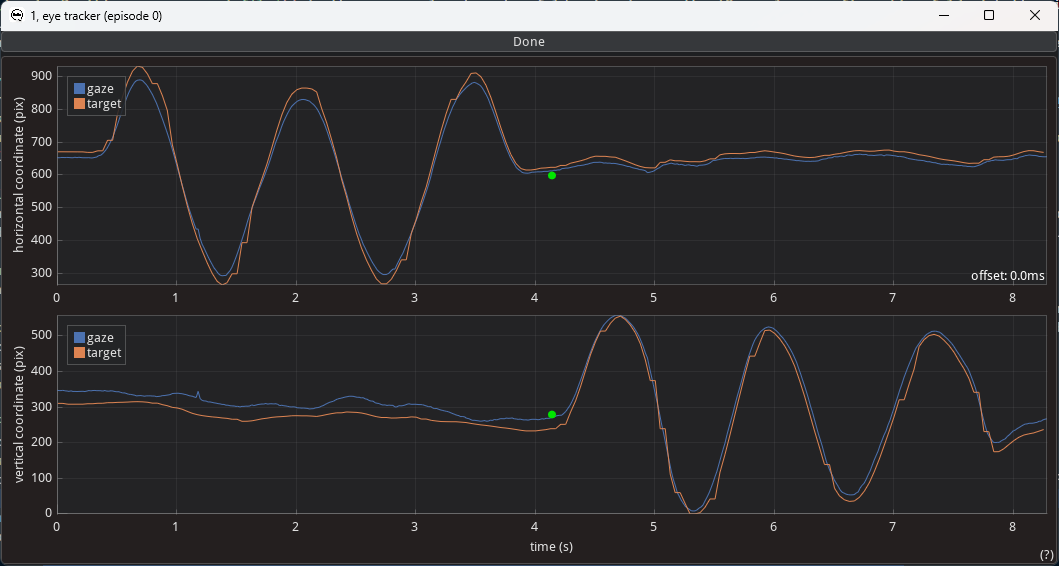 1, eye tracker (episode 0)
Done
horizontal coordinate (pix)
900
800
700
600
500
400
300
gaze
target
offset: 0.0ms
0 1 2 3 4 5 6 7 8
vertical coordinate (pix)
500
400
300
200
100
0
gaze
target
0 1 2 3 4 5 6 7 8
time (s)
(?)